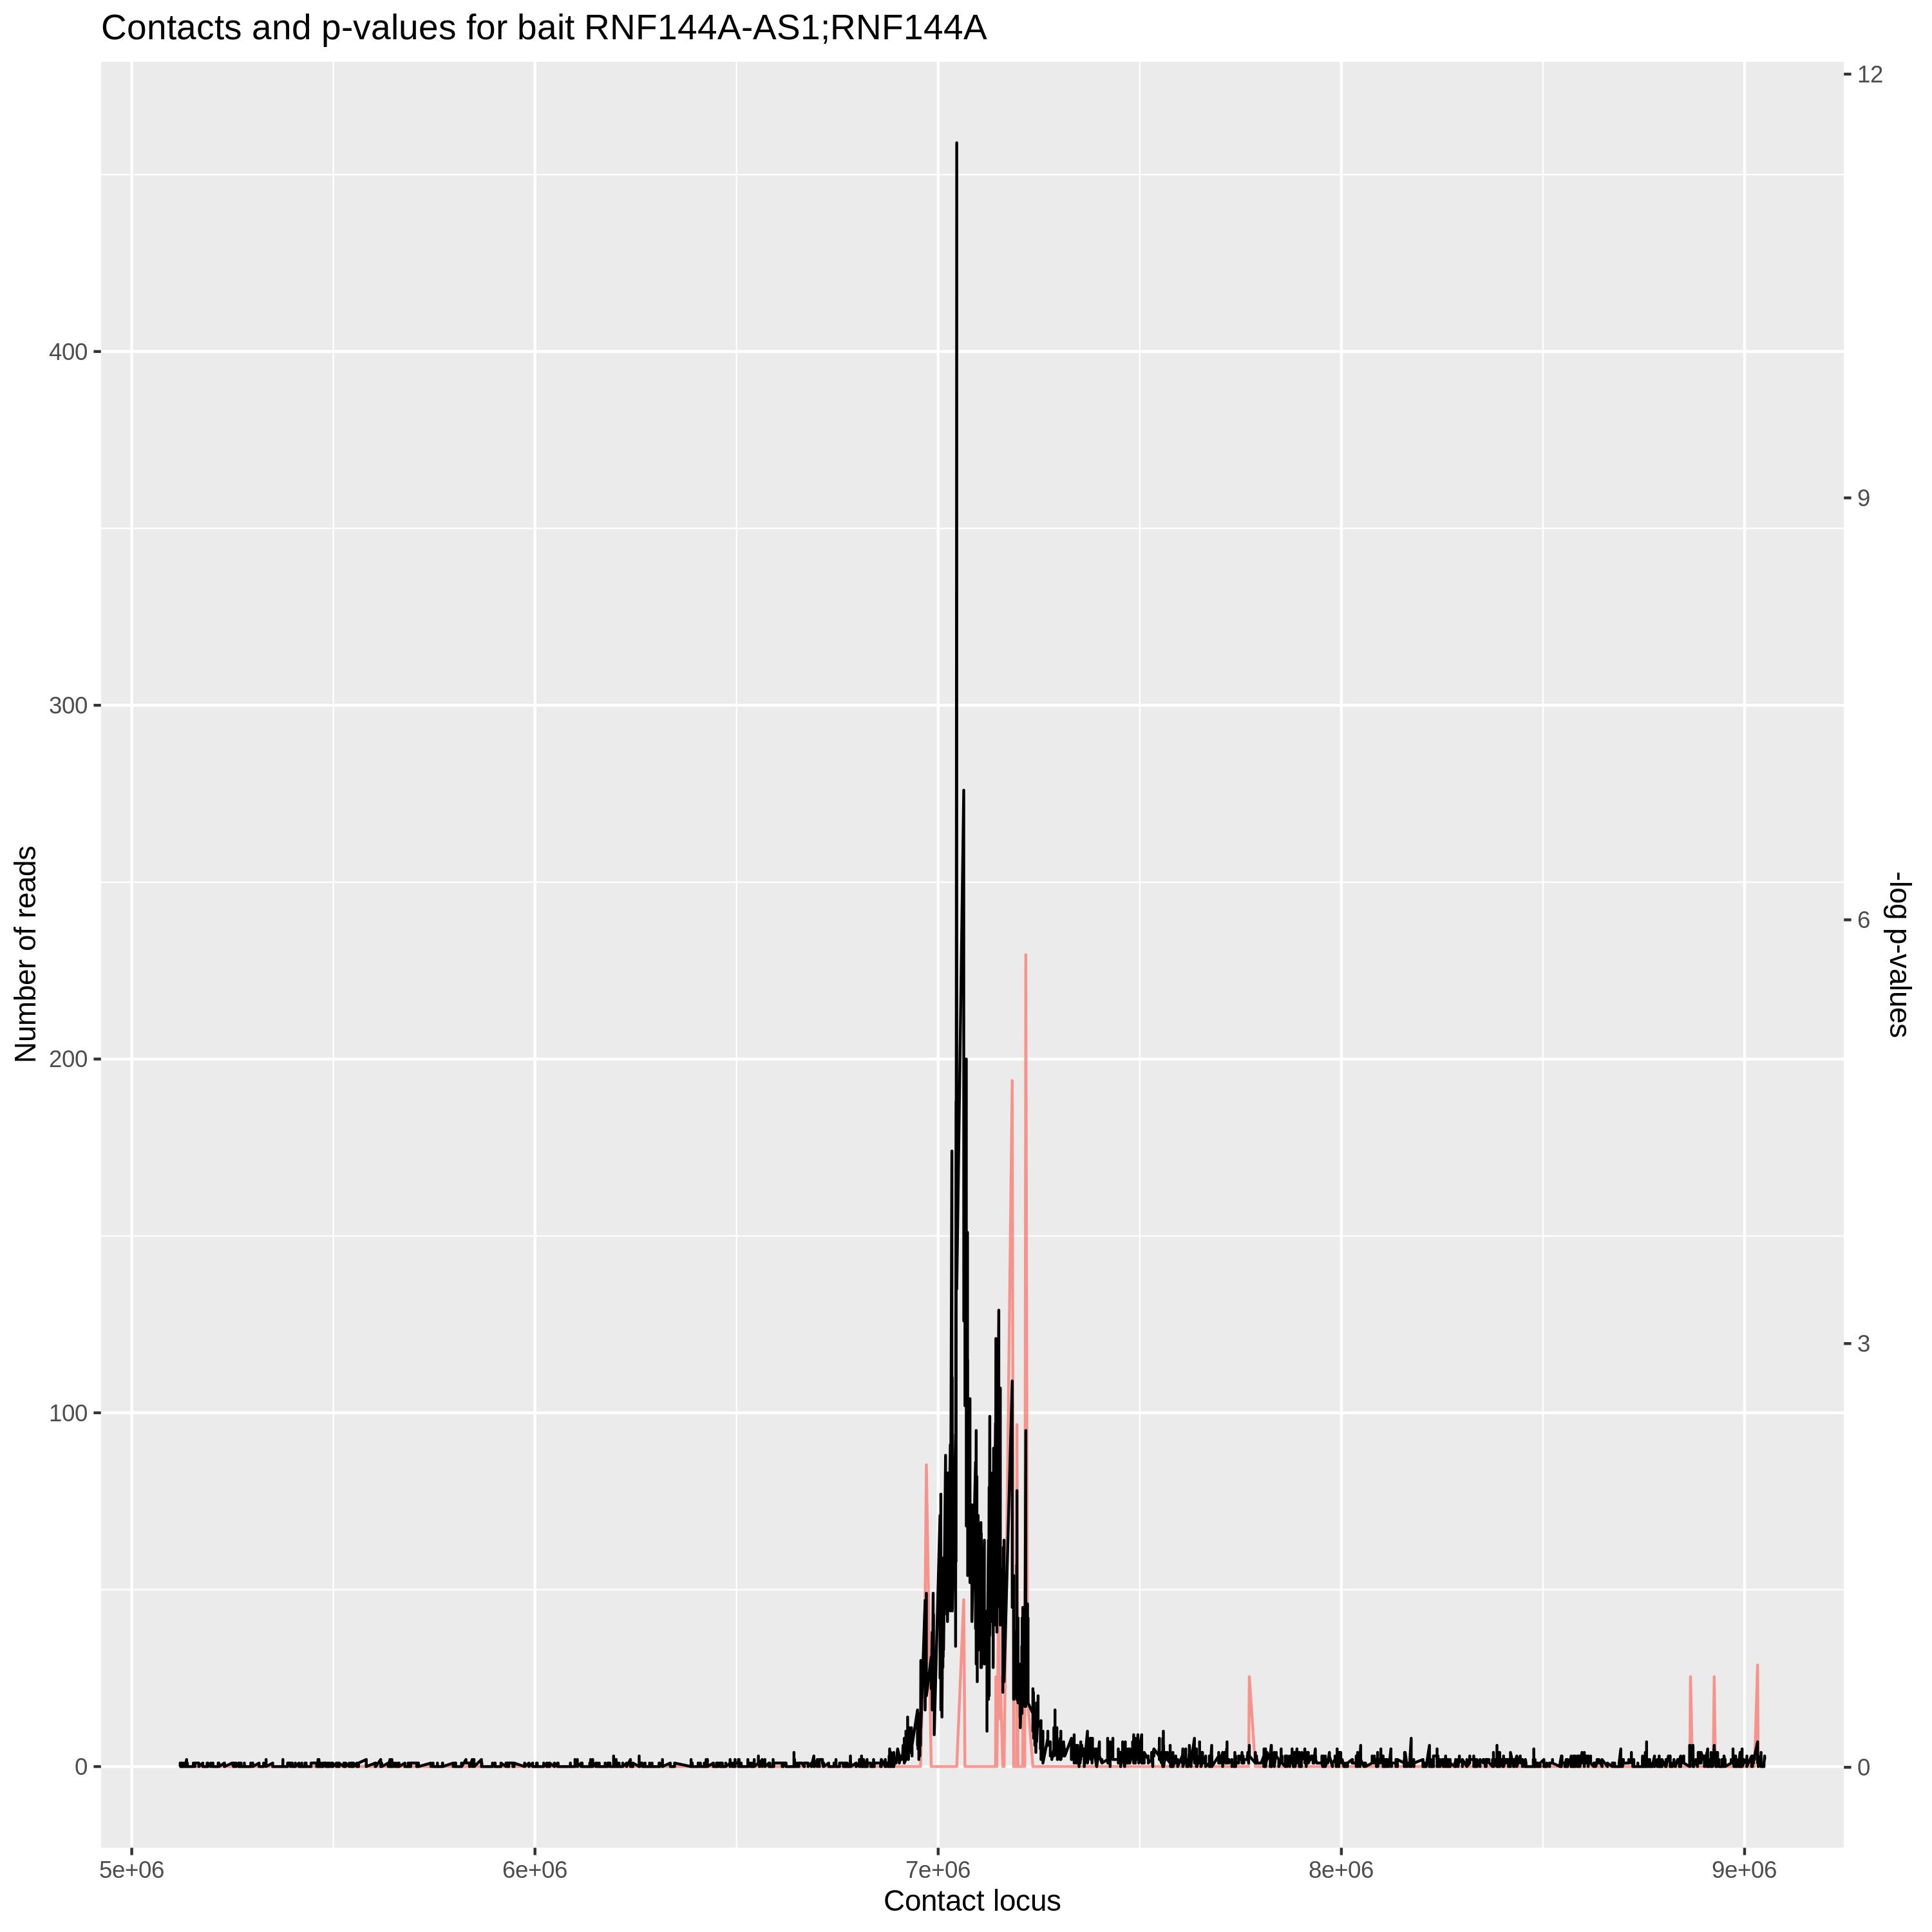 Contacts and p-values for bait RNF144A-AS1;RNF144A
12
9
6
3
0
-log p-values
400
300
200
100
0
Number of reads
5e+06 6e+06 7e+06 8e+06 9e+06
Contact locus